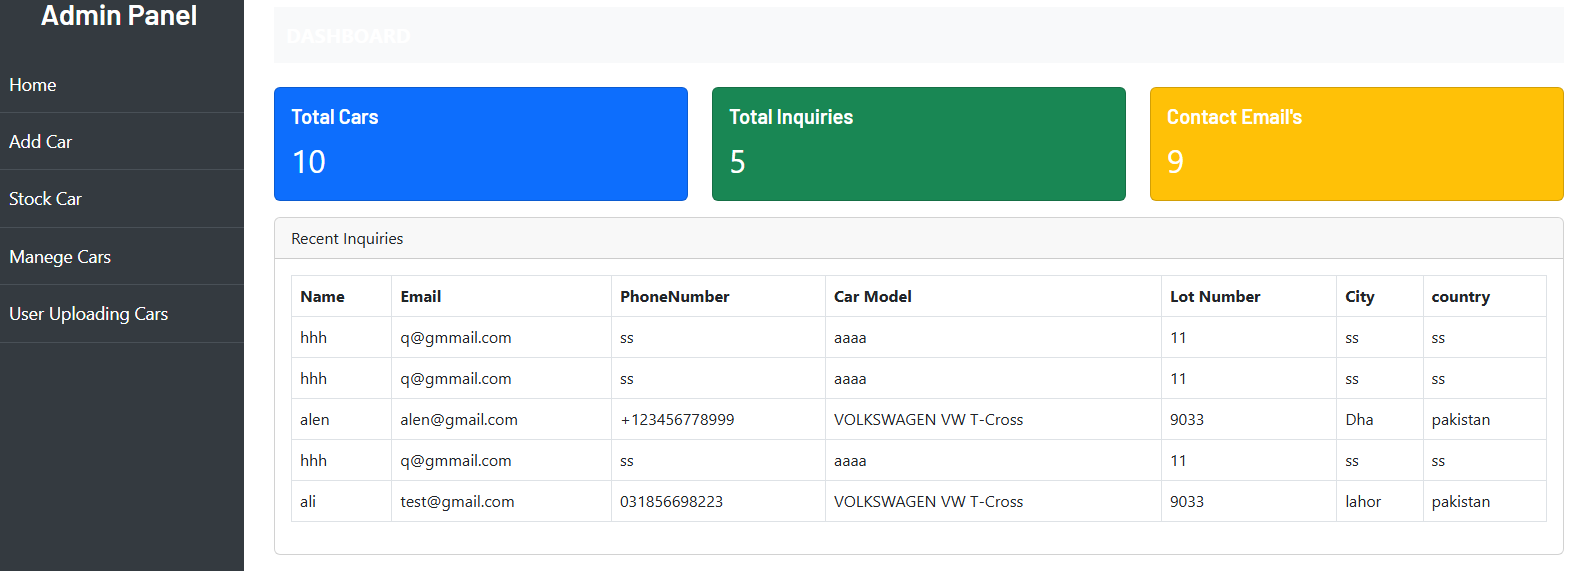 Admin Panel
Home
Add Car
Stock Car
Manege Cars
User Uploading Cars
DASHBOARD
Total Cars
10
Total Inquiries
5
Contact Email's
9
Recent Inquiries
Name Email PhoneNumber Car Model Lot Number City country
hhh q@gmmail.com ss aaaa 11 ss ss
hhh q@gmmail.com ss aaaa 11 ss ss
alen alen@gmail.com +123456778999 VOLKSWAGEN VW T-Cross 9033 Dha pakistan
hhh q@gmmail.com ss aaaa 11 ss ss
ali test@gmail.com 031856698223 VOLKSWAGEN VW T-Cross 9033 lahor pakistan